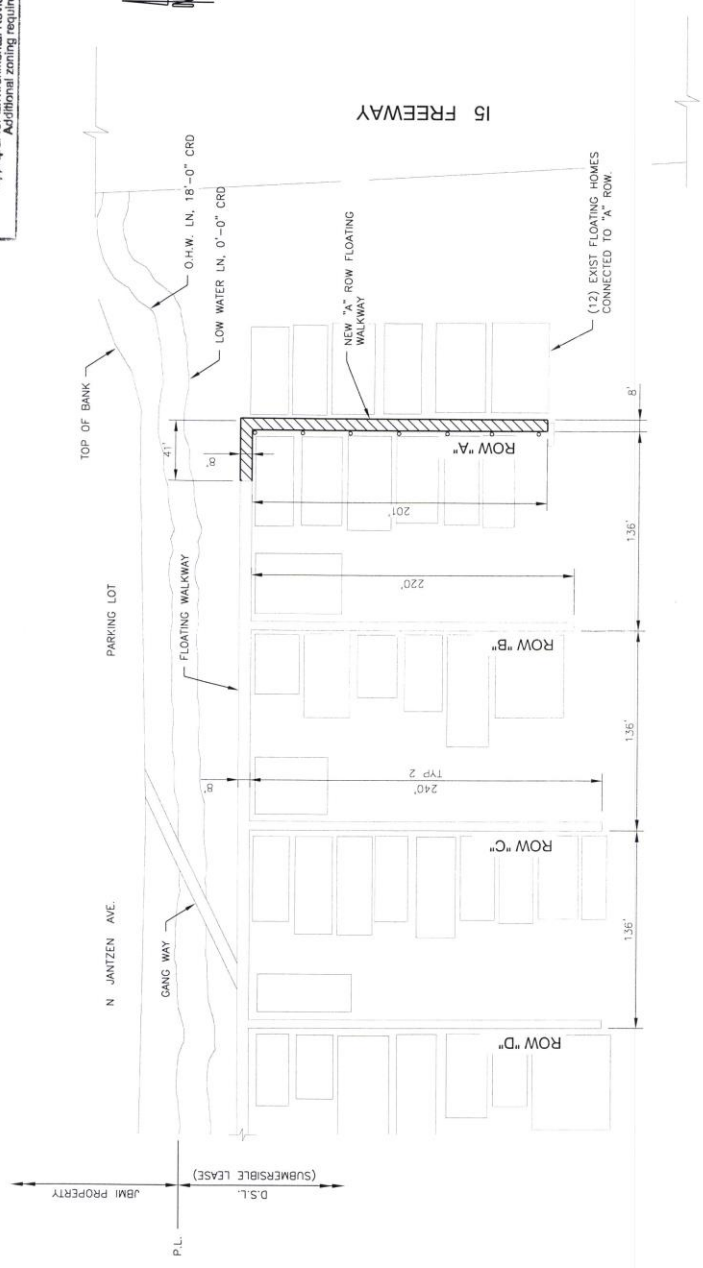 Additional zoning requirem
N
I5 FREEWAY
TOP OF BANK
O.H.W. LN, 18'-0" CRD
LOW WATER LN, 0'-0" CRD
PARKING LOT
N JANTZEN AVE.
GANG WAY
FLOATING WALKWAY
41'
8'
8'
NEW "A" ROW FLOATING
WALKWAY
(12) EXIST FLOATING HOMES
CONNECTED TO "A" ROW.
ROW "A"
ROW "B"
ROW "C"
ROW "D"
201'
220'
240'
TYP 2
8'
136'
136'
136'
P.L.
JBMI PROPERTY
D.S.L.
(SUBMERSIBLE LEASE)